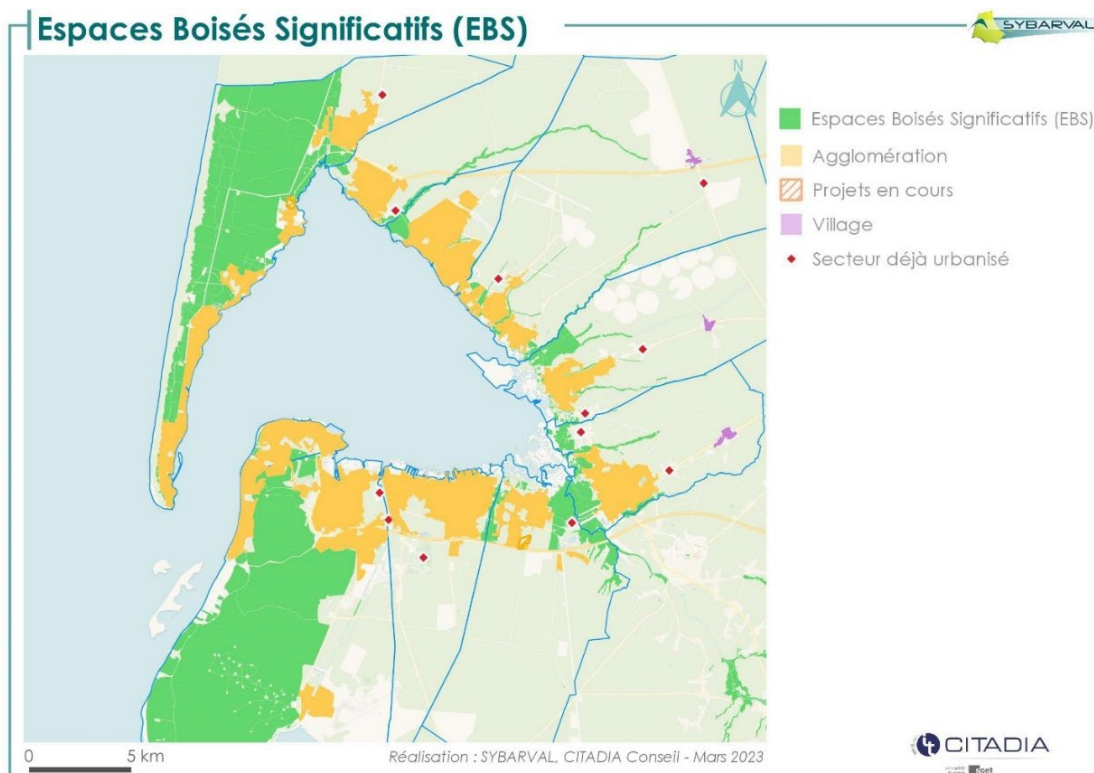 Espaces Boisés Significatifs (EBS)
SYBARVAL
N
Espaces Boisés Significatifs (EBS)
Agglomération
Projets en cours
Village
Secteur déjà urbanisé
0 5 km
Réalisation : SYBARVAL, CITADIA Conseil - Mars 2023
CITADIA
Scet